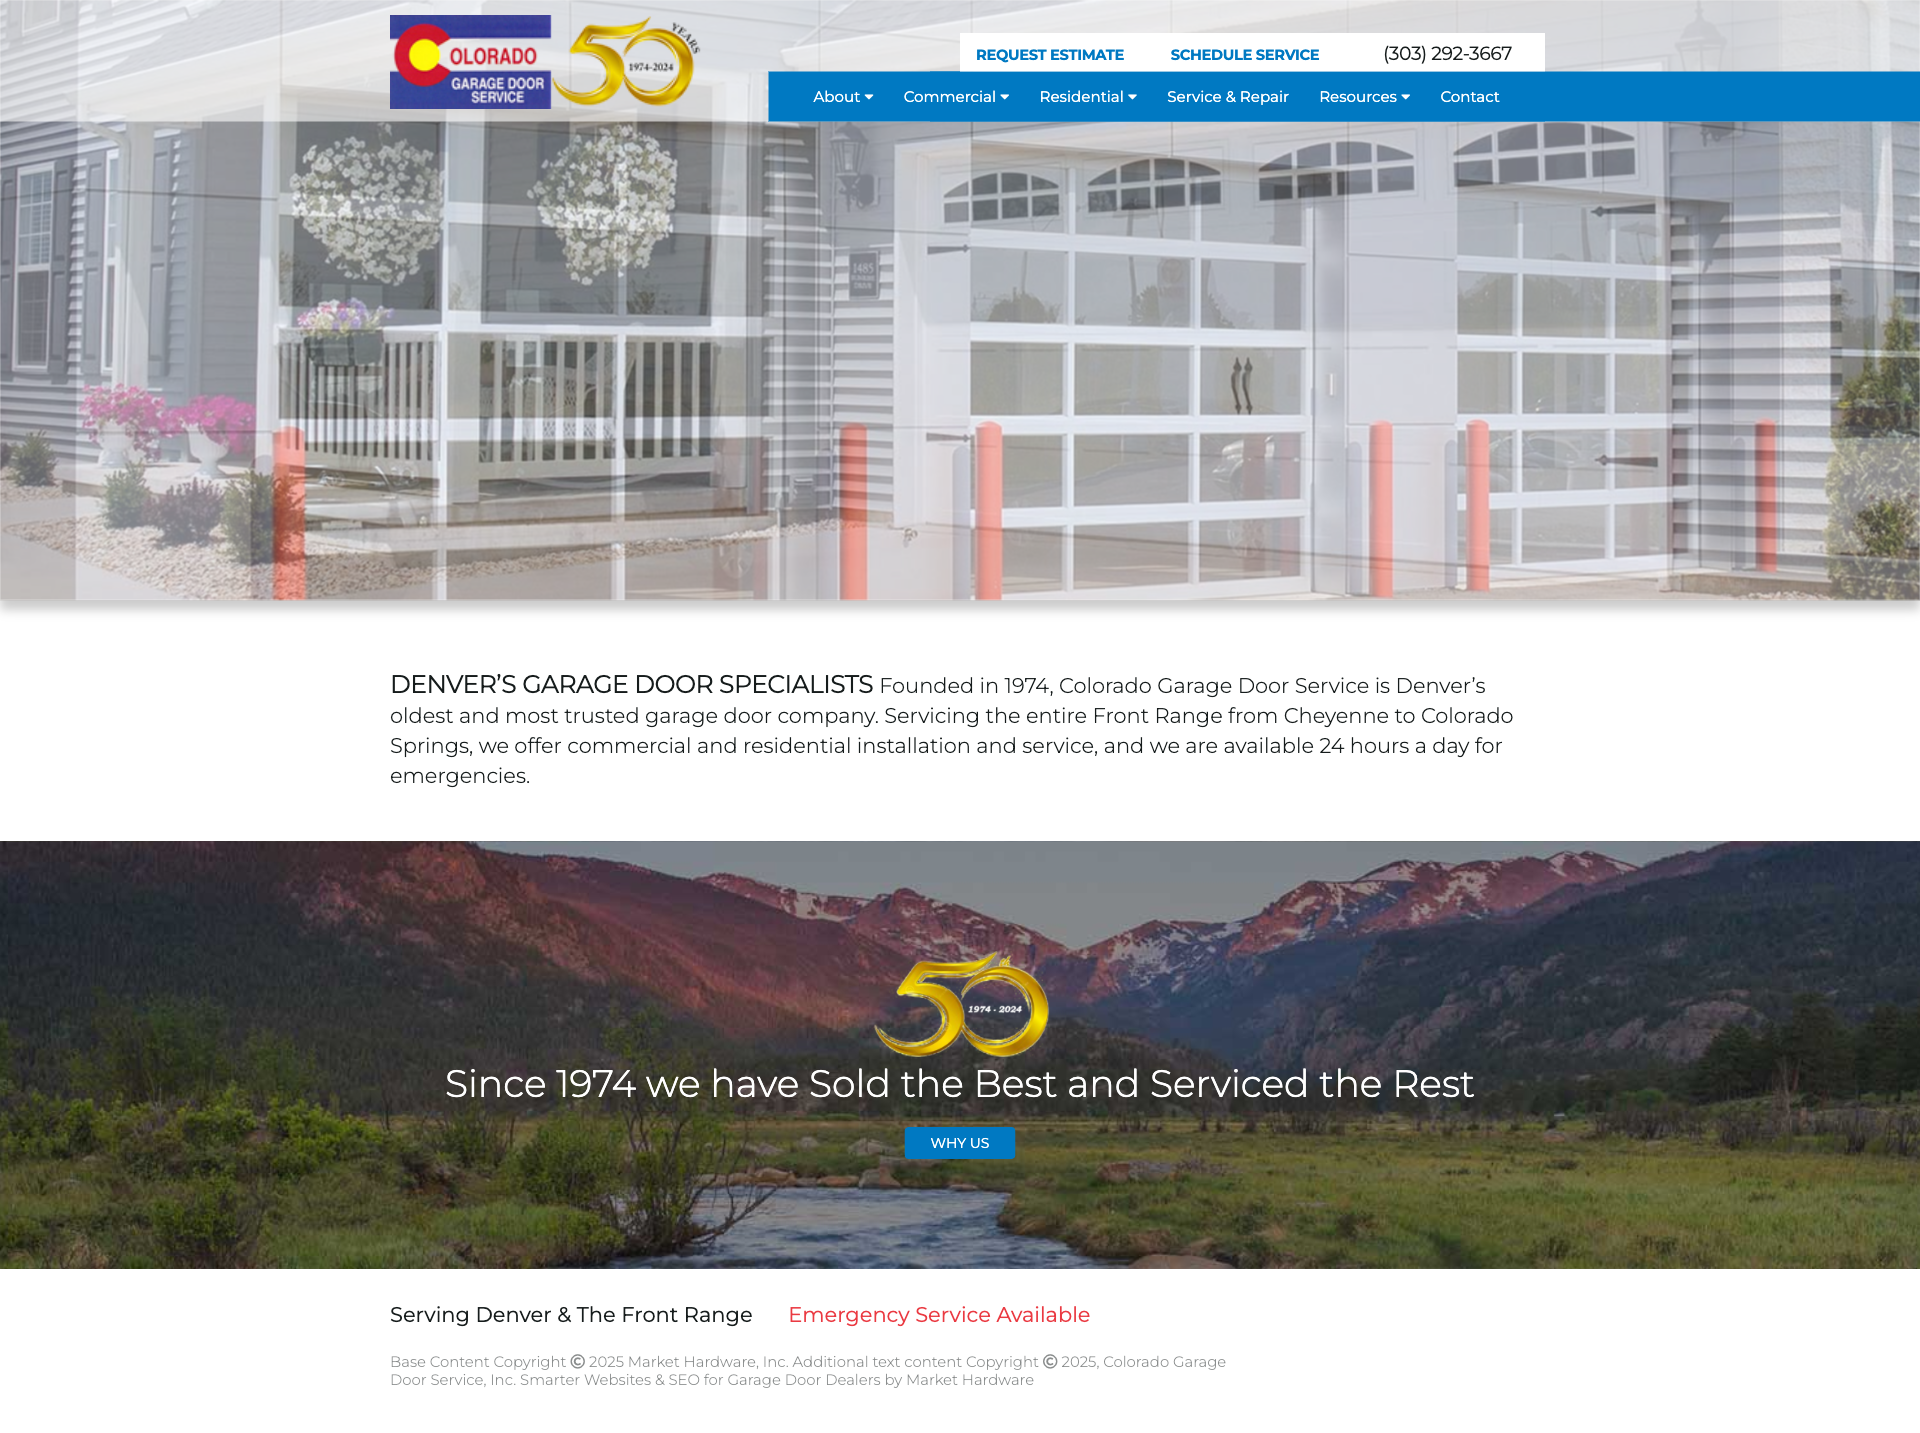 COLORADO
GARAGE DOOR
SERVICE
50
YEARS
1974-2024
REQUEST ESTIMATE
SCHEDULE SERVICE
(303) 292-3667
About
Commercial
Residential
Service & Repair
Resources
Contact
1485
DENVER'S GARAGE DOOR SPECIALISTS Founded in 1974, Colorado Garage Door Service is Denver's
oldest and most trusted garage door company. Servicing the entire Front Range from Cheyenne to Colorado
Springs, we offer commercial and residential installation and service, and we are available 24 hours a day for
emergencies.
50
1974 - 2024
Since 1974 we have Sold the Best and Serviced the Rest
WHY US
Serving Denver & The Front Range
Emergency Service Available
Base Content Copyright © 2025 Market Hardware, Inc. Additional text content Copyright © 2025, Colorado Garage
Door Service, Inc. Smarter Websites & SEO for Garage Door Dealers by Market Hardware